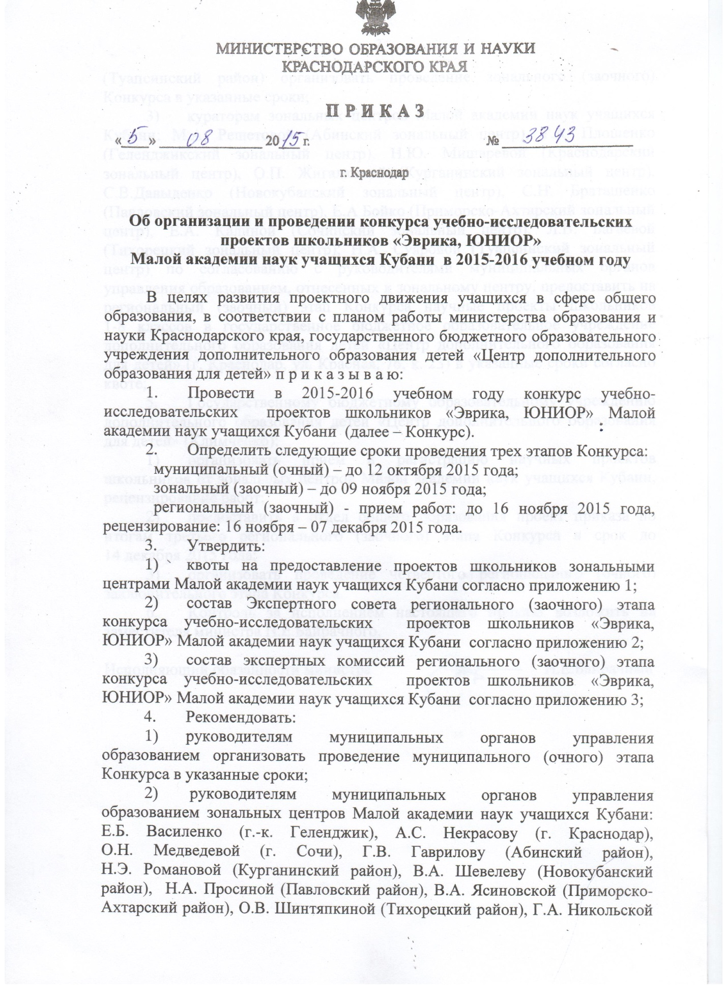 МИНИСТЕРСТВО ОБРАЗОВАНИЯ И НАУКИ
КРАСНОДАРСКОГО КРАЯ
П Р И К А З
«5» 08 2015 г. № 3843
г. Краснодар
Об организации и проведении конкурса учебно-исследовательских
проектов школьников «Эврика, ЮНИОР»
Малой академии наук учащихся Кубани в 2015-2016 учебном году
В целях развития проектного движения учащихся в сфере общего
образования, в соответствии с планом работы министерства образования и
науки Краснодарского края, государственного бюджетного образовательного
учреждения дополнительного образования детей «Центр дополнительного
образования для детей» п р и к а з ы в а ю:
1. Провести в 2015-2016 учебном году конкурс учебно-
исследовательских проектов школьников «Эврика, ЮНИОР» Малой
академии наук учащихся Кубани (далее – Конкурс).
2. Определить следующие сроки проведения трех этапов Конкурса:
муниципальный (очный) – до 12 октября 2015 года;
зональный (заочный) – до 09 ноября 2015 года;
региональный (заочный) - прием работ: до 16 ноября 2015 года,
рецензирование: 16 ноября – 07 декабря 2015 года.
3. Утвердить:
1) квоты на предоставление проектов школьников зональными
центрами Малой академии наук учащихся Кубани согласно приложению 1;
2) состав Экспертного совета регионального (заочного) этапа
конкурса учебно-исследовательских проектов школьников «Эврика,
ЮНИОР» Малой академии наук учащихся Кубани согласно приложению 2;
3) состав экспертных комиссий регионального (заочного) этапа
конкурса учебно-исследовательских проектов школьников «Эврика,
ЮНИОР» Малой академии наук учащихся Кубани согласно приложению 3;
4. Рекомендовать:
1) руководителям муниципальных органов управления
образованием организовать проведение муниципального (очного) этапа
Конкурса в указанные сроки;
2) руководителям муниципальных органов управления
образованием зональных центров Малой академии наук учащихся Кубани:
Е.Б. Василенко (г.-к. Геленджик), А.С. Некрасову (г. Краснодар),
О.Н. Медведевой (г. Сочи), Г.В. Гаврилову (Абинский район),
Н.Э. Романовой (Курганинский район), В.А. Шевелеву (Новокубанский
район), Н.А. Просиной (Павловский район), В.А. Ясиновской (Приморско-
Ахтарский район), О.В. Шинтяпкиной (Тихорецкий район), Г.А. Никольской